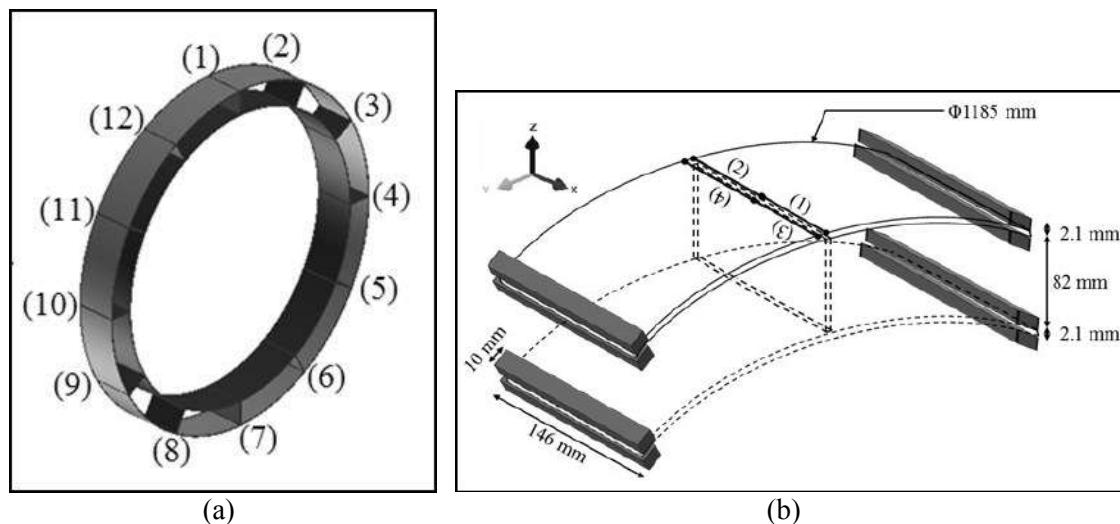 (1) (2)
(3)
(12)
(4)
(11)
(5)
(10)
(6)
(9)
(7)
(8)
(a)
Φ1185 mm
Z
Y
X
(2)
(1)
(4)
(3)
2.1 mm
82 mm
2.1 mm
10 mm
146 mm
(b)